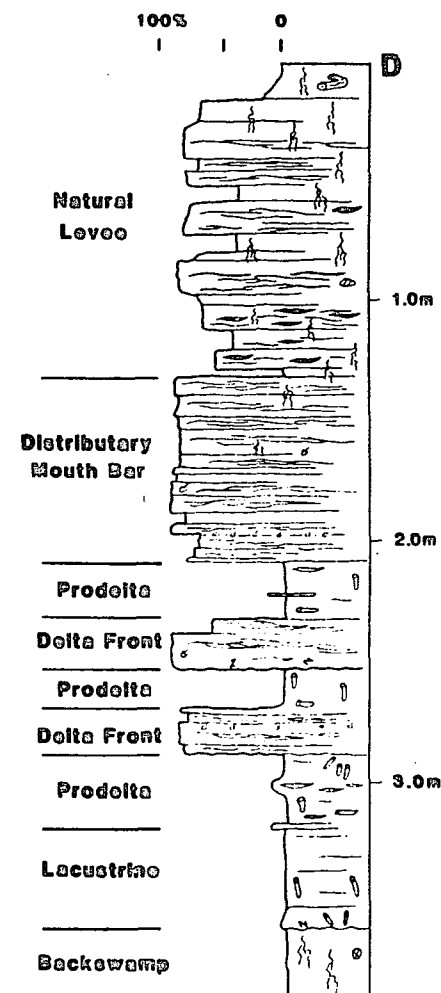 100% 0
D
Natural
Levee
1.0m
Distributary
Mouth Bar
2.0m
Prodelta
Delta Front
Prodelta
Delta Front
Prodelta
3.0m
Lacustrine
Backswamp